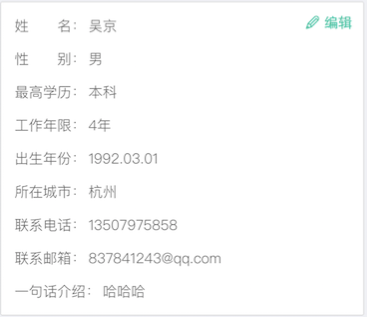 姓　　名： 吴京
编辑
性　　别： 男
最高学历： 本科
工作年限： 4年
出生年份： 1992.03.01
所在城市： 杭州
联系电话： 13507975858
联系邮箱： 837841243@qq.com
一句话介绍： 哈哈哈